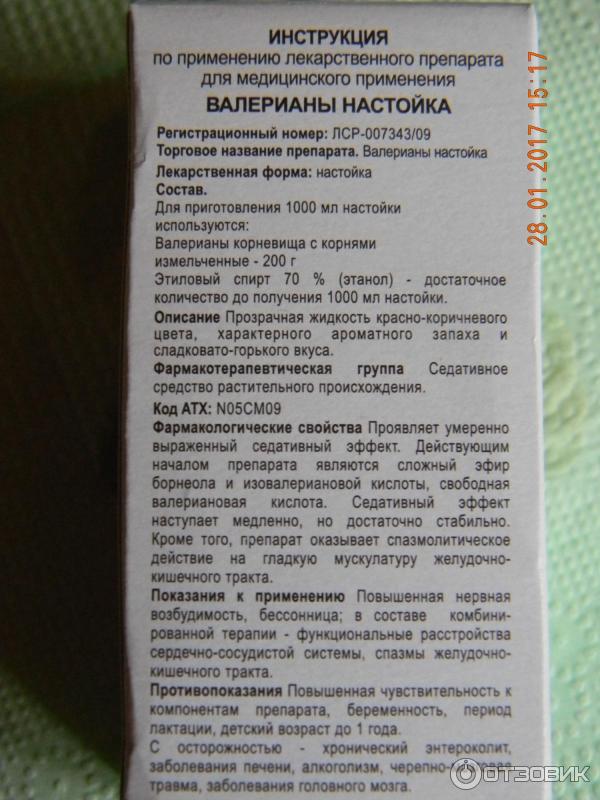 ИНСТРУКЦИЯ
по применению лекарственного препарата
для медицинского применения
ВАЛЕРИАНЫ НАСТОЙКА
Регистрационный номер: ЛСР-007343/09
Торговое название препарата. Валерианы настойка
Лекарственная форма: настойка
Состав.
Для приготовления 1000 мл настойки
используются:
Валерианы корневища с корнями
измельченные - 200 г
Этиловый спирт 70 % (этанол) - достаточное
количество до получения 1000 мл настойки.
Описание Прозрачная жидкость красно-коричневого
цвета, характерного ароматного запаха и
сладковато-горького вкуса.
Фармакотерапевтическая группа Седативное
средство растительного происхождения.
Код АТХ: N05CM09
Фармакологические свойства Проявляет умеренно
выраженный седативный эффект. Действующим
началом препарата являются сложный эфир
борнеола и изовалериановой кислоты, свободная
валериановая кислота. Седативный эффект
наступает медленно, но достаточно стабильно.
Кроме того, препарат оказывает спазмолитическое
действие на гладкую мускулатуру желудочно-
кишечного тракта.
Показания к применению Повышенная нервная
возбудимость, бессонница; в составе комбини-
рованной терапии - функциональные расстройства
сердечно-сосудистой системы, спазмы желудочно-
кишечного тракта.
Противопоказания Повышенная чувствительность к
компонентам препарата, беременность, период
лактации, детский возраст до 1 года.
С осторожностью - хронический энтероколит,
заболевания печени, алкоголизм, черепно-мозговая
травма, заболевания головного мозга.
28.01.2017 15:17
ОТЗОВИК